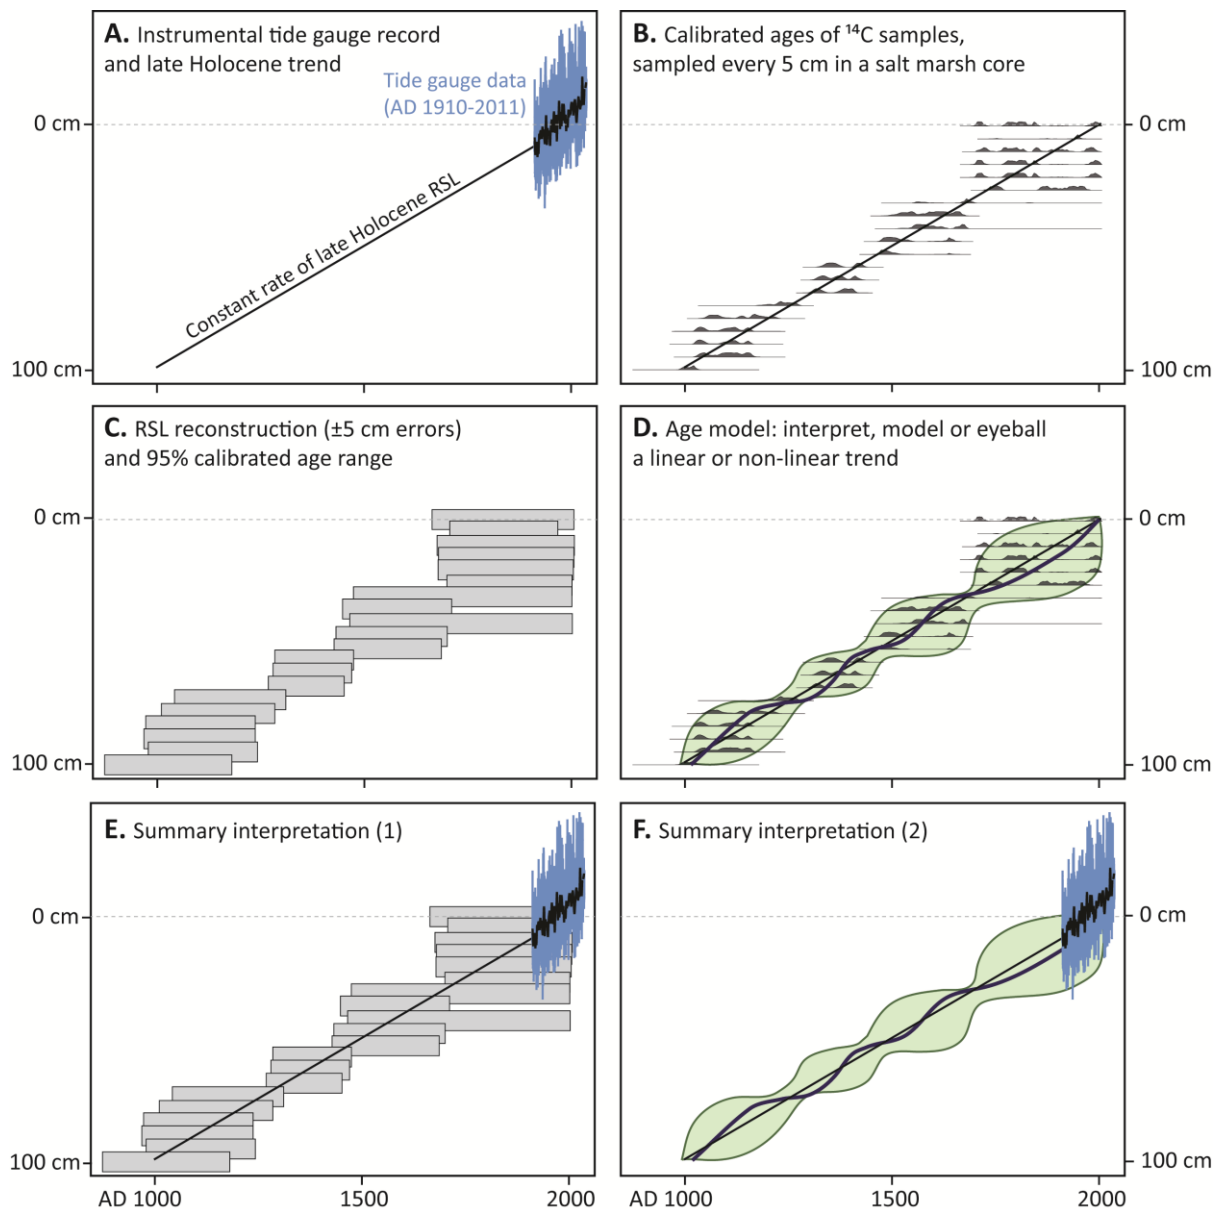 A. Instrumental tide gauge record
and late Holocene trend
Tide gauge data
(AD 1910-2011)
0 cm
Constant rate of late Holocene RSL
100 cm
B. Calibrated ages of ¹⁴C samples,
sampled every 5 cm in a salt marsh core
0 cm
100 cm
C. RSL reconstruction (±5 cm errors)
and 95% calibrated age range
0 cm
100 cm
D. Age model: interpret, model or eyeball
a linear or non-linear trend
0 cm
100 cm
E. Summary interpretation (1)
0 cm
100 cm
AD 1000 1500 2000
F. Summary interpretation (2)
0 cm
100 cm
AD 1000 1500 2000